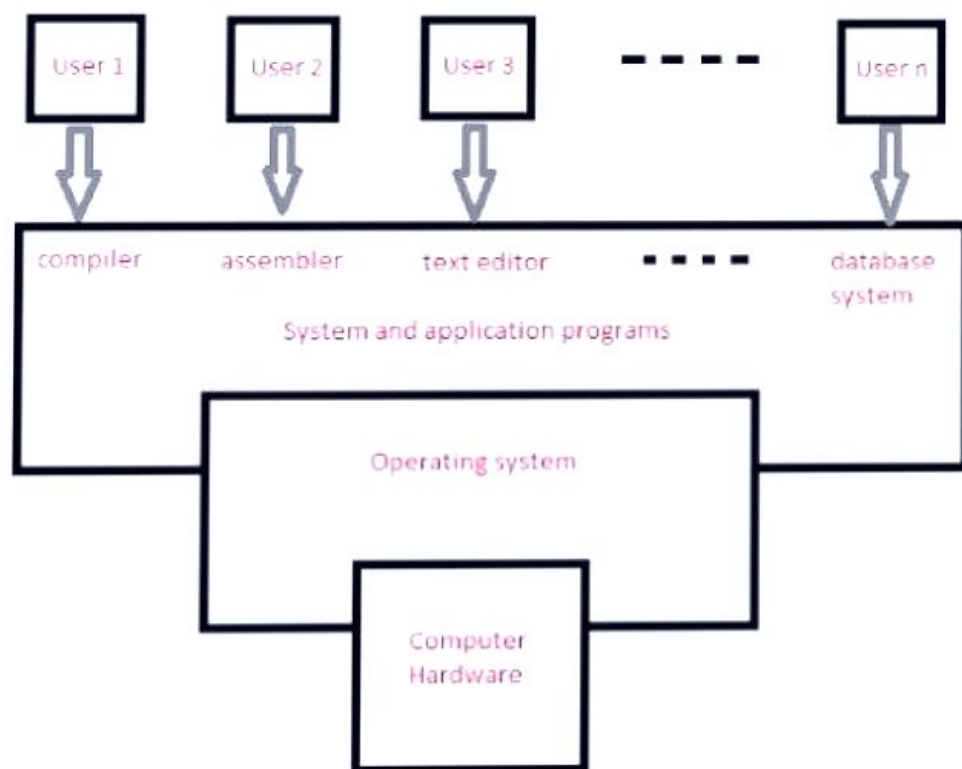 User 1
User 2
User 3
User n
compiler
assembler
text editor
database
system
System and application programs
Operating system
Computer
Hardware